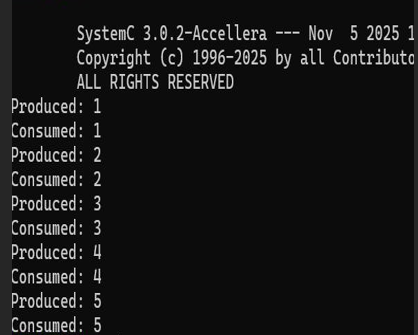 SystemC 3.0.2-Accellera --- Nov  5 2025 1
Copyright (c) 1996-2025 by all Contributo
ALL RIGHTS RESERVED
Produced: 1
Consumed: 1
Produced: 2
Consumed: 2
Produced: 3
Consumed: 3
Produced: 4
Consumed: 4
Produced: 5
Consumed: 5